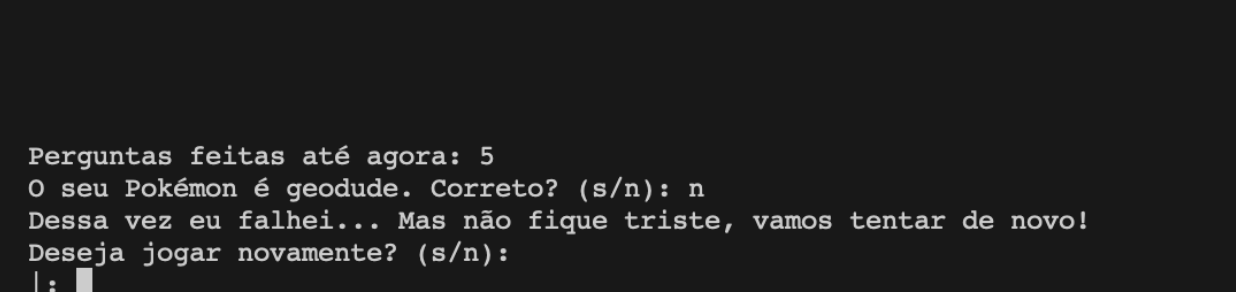 Perguntas feitas até agora: 5
O seu Pokémon é geodude. Correto? (s/n): n
Dessa vez eu falhei... Mas não fique triste, vamos tentar de novo!
Deseja jogar novamente? (s/n):
|: